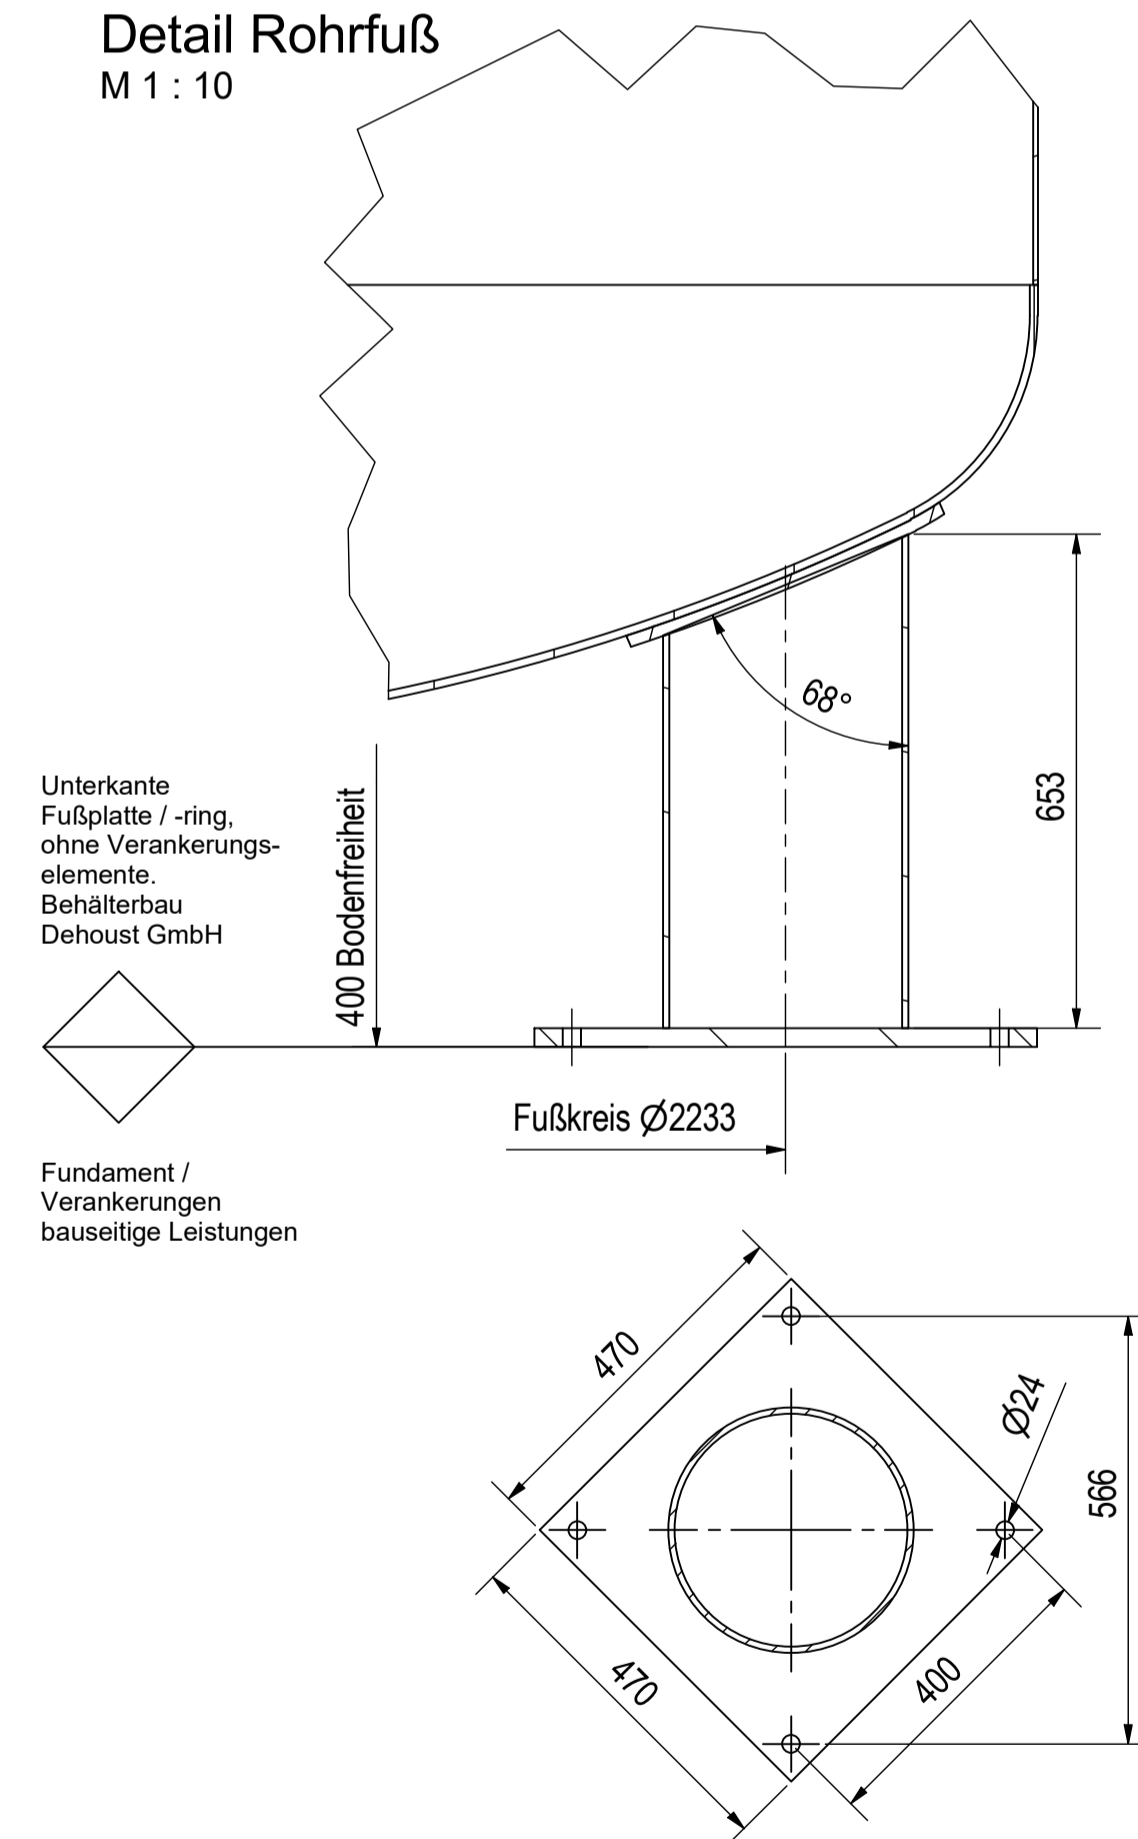 Detail Rohrfuß
M 1 : 10
68°
653
Unterkante
Fußplatte / -ring,
ohne Verankerungs-
elemente.
Behälterbau
Dehoust GmbH
400 Bodenfreiheit
Fußkreis Ø2233
Fundament /
Verankerungen
bauseitige Leistungen
470
Ø24
566
470
400